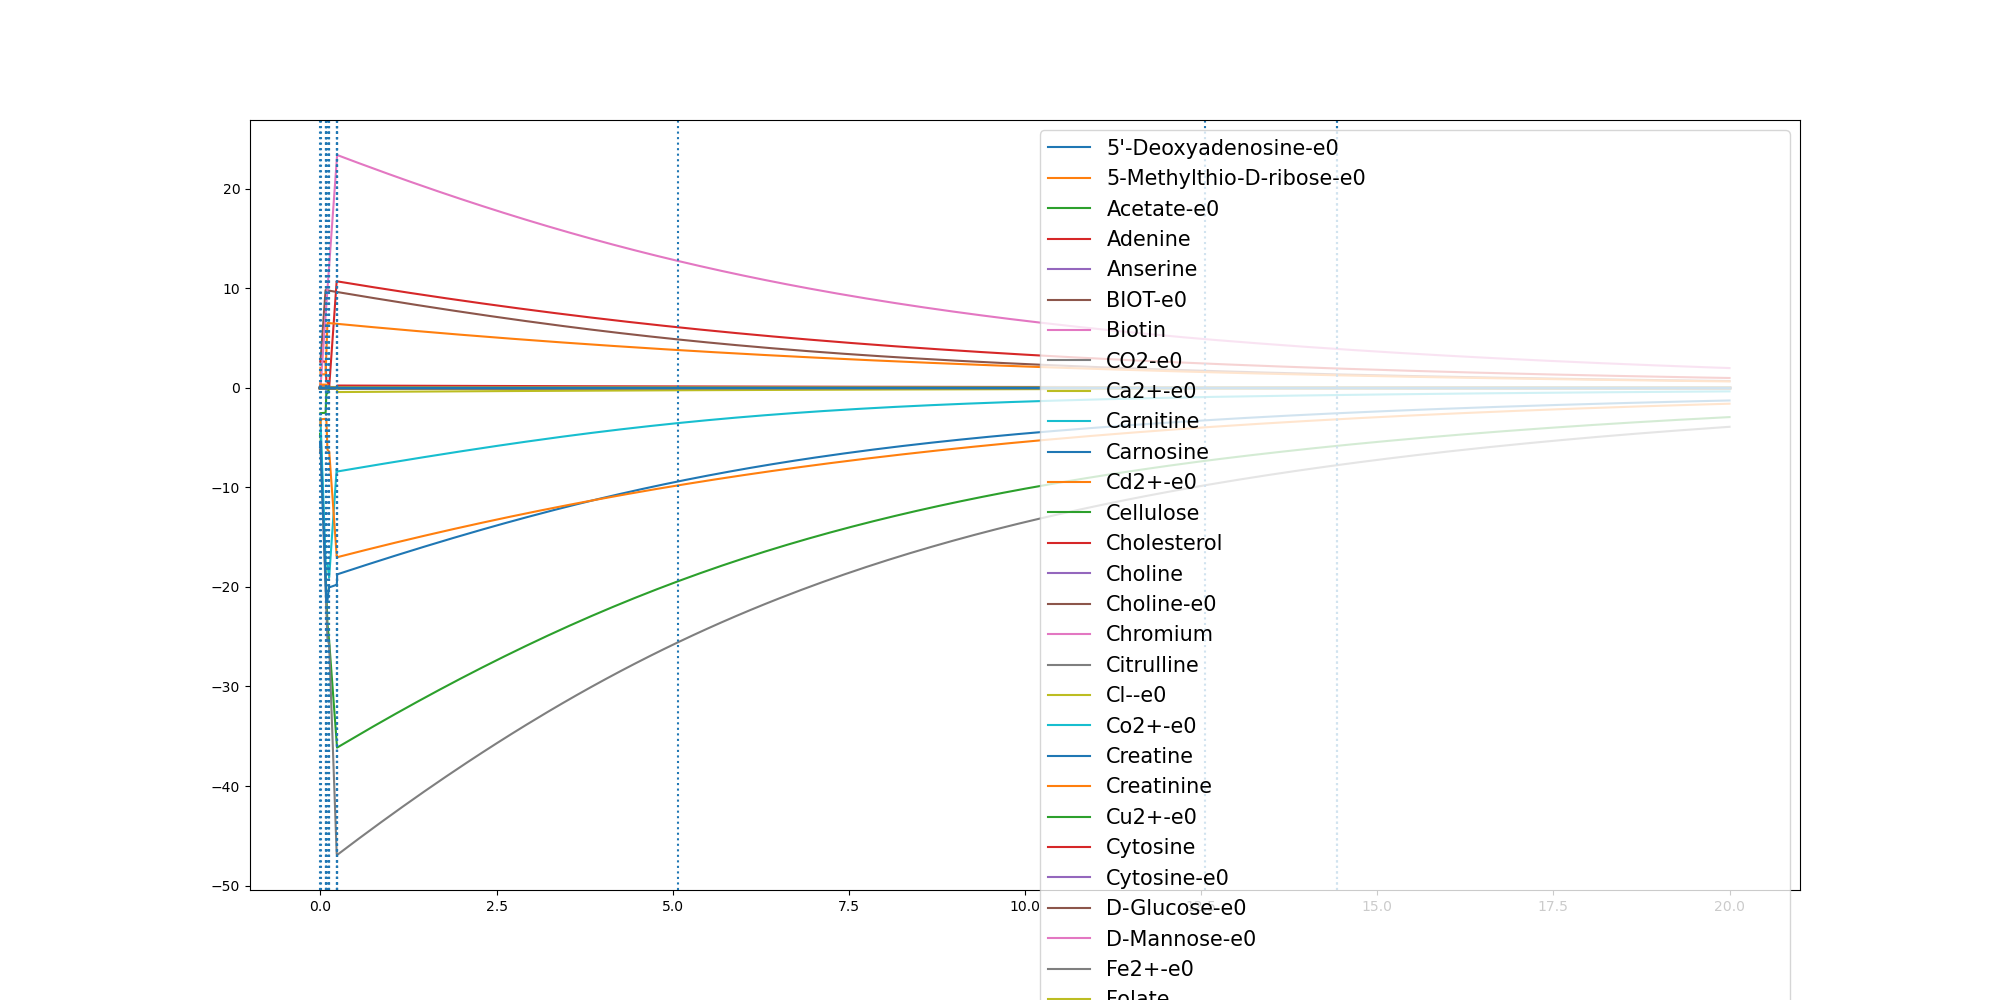 20
10
0
−10
−20
−30
−40
−50
0.0
2.5
5.0
7.5
10.0
15.0
17.5
20.0
5'-Deoxyadenosine-e0
5-Methylthio-D-ribose-e0
Acetate-e0
Adenine
Anserine
BIOT-e0
Biotin
CO2-e0
Ca2+-e0
Carnitine
Carnosine
Cd2+-e0
Cellulose
Cholesterol
Choline
Choline-e0
Chromium
Citrulline
Cl--e0
Co2+-e0
Creatine
Creatinine
Cu2+-e0
Cytosine
Cytosine-e0
D-Glucose-e0
D-Mannose-e0
Fe2+-e0
Folate